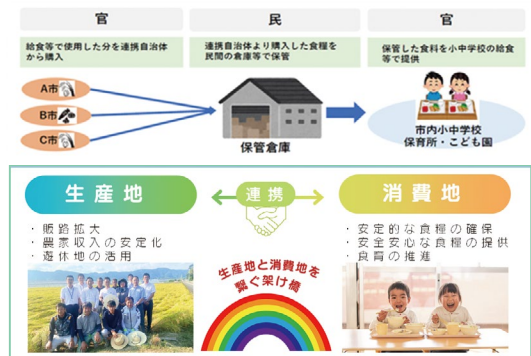 官
民
官
給食等で使用した分を連携自治体
から購入
連携自治体より購入した食糧を
民間の倉庫等で保管
保管した食料を小中学校の給食
等で提供
A市
B市
C市
保管倉庫
市内小中学校
保育所・こども園
生産地
連携
消費地
・販路拡大
・農家収入の安定化
・遊休地の活用
・安定的な食糧の確保
・安全安心な食糧の提供
・食育の推進
生産地と消費地を
繋ぐ架け橋